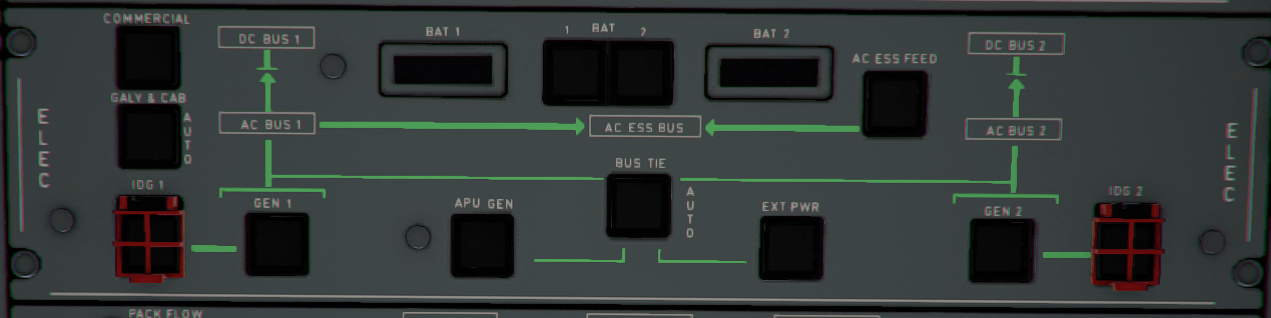 COMMERCIAL
DC BUS 1
BAT 1
1 BAT 2
BAT 2
DC BUS 2
AC ESS FEED
GALY & CAB
AUTO
AC BUS 1
AC ESS BUS
AC BUS 2
ELEC
ELEC
BUS TIE
AUTO
IDG 1
GEN 1
APU GEN
EXT PWR
GEN 2
IDG 2
PACK FLOW